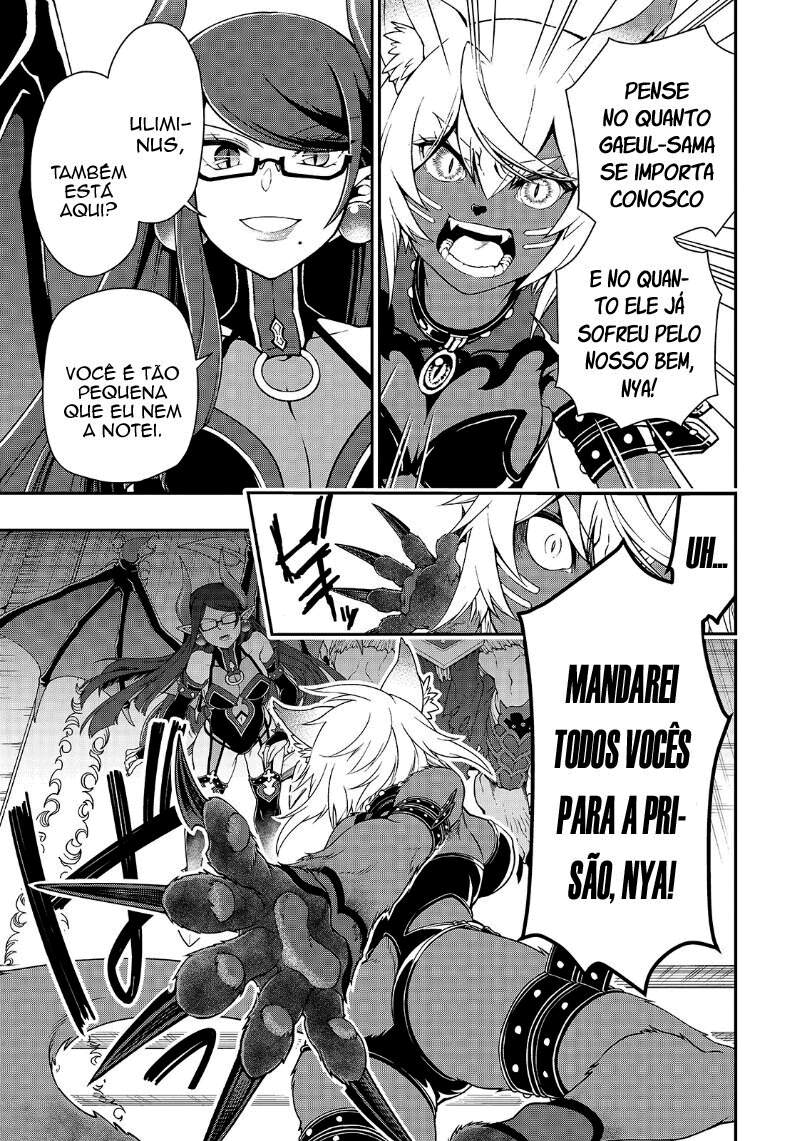 PENSE
NO QUANTO
GAEUL-SAMA
SE IMPORTA
CONOSCO
E NO QUAN-
TO ELE JÁ
SOFREU PELO
NOSSO BEM,
NYA!
ULIMI-
NUS,
TAMBÉM
ESTÁ
AQUI?
VOCÊ É TÃO
PEQUENA
QUE EU NEM
A NOTEI.
UH...
MANDAREI
TODOS VOCÊS
PARA A PRI-
SÃO, NYA!